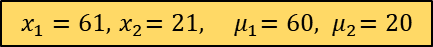 x₁ = 61, x₂ = 21, μ₁ = 60, μ₂ = 20